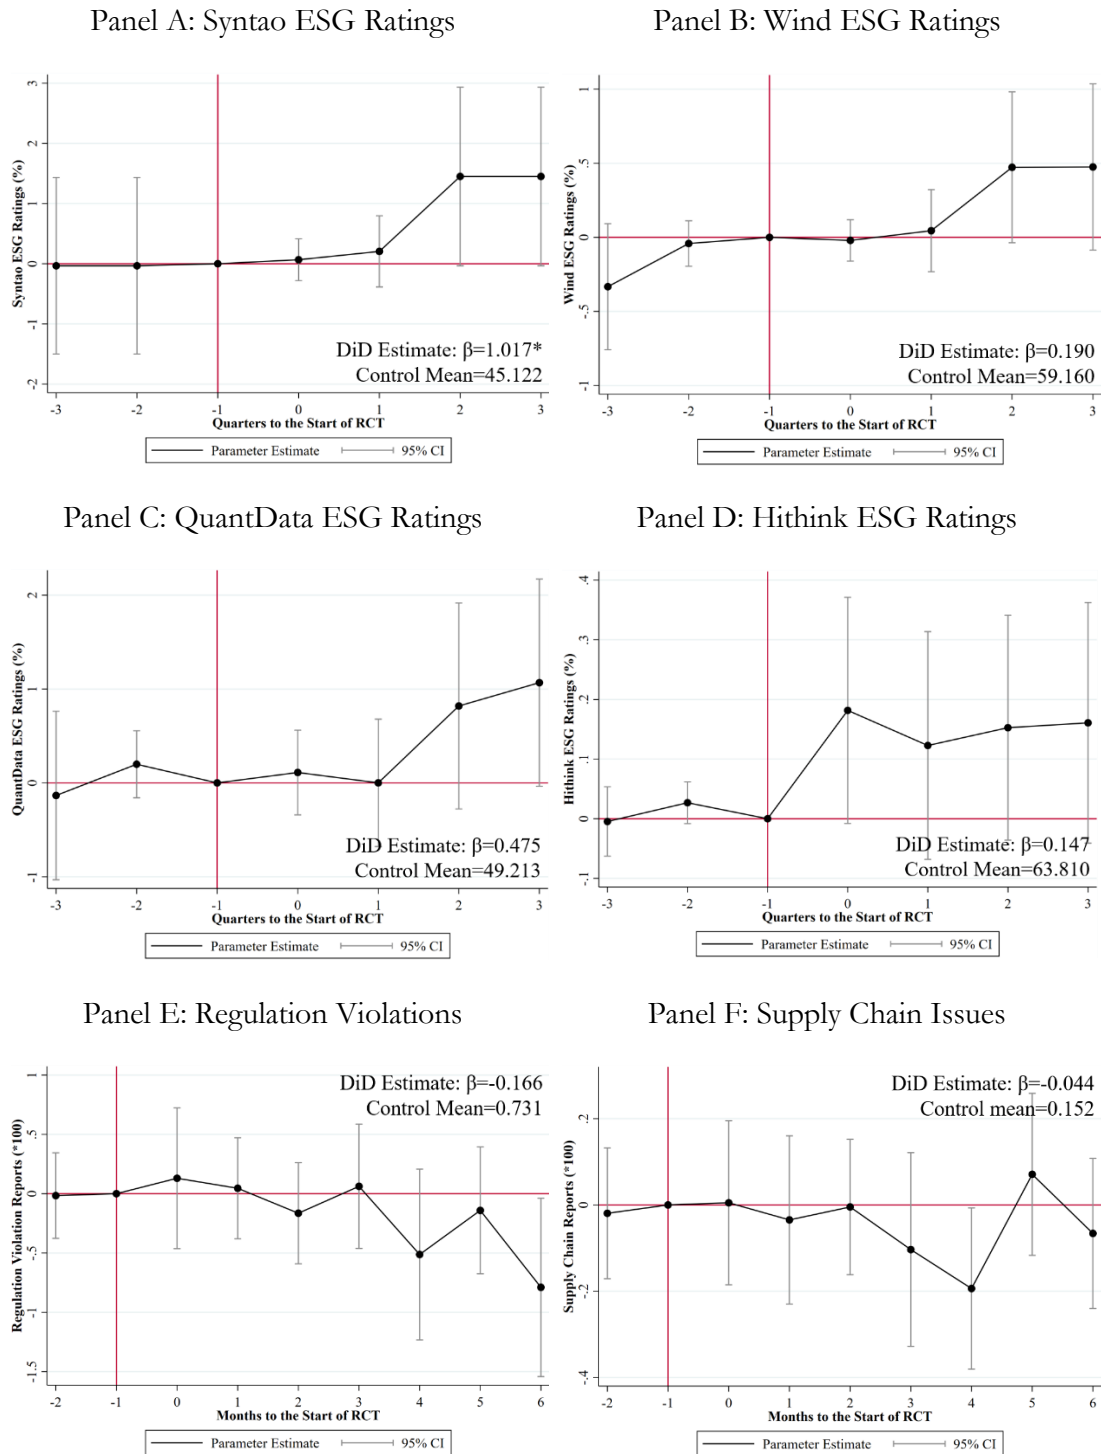 Panel A: Syntao ESG Ratings
Syntao ESG Ratings (%)
3
2
1
0
-1
-2
DiD Estimate: β=1.017*
Control Mean=45.122
-3 -2 -1 0 1 2 3
Quarters to the Start of RCT
Parameter Estimate 95% CI
Panel B: Wind ESG Ratings
Wind ESG Ratings (%)
1
.5
0
-.5
-1
DiD Estimate: β=0.190
Control Mean=59.160
-3 -2 -1 0 1 2 3
Quarters to the Start of RCT
Parameter Estimate 95% CI
Panel C: QuantData ESG Ratings
QuantData ESG Ratings (%)
2
1
0
-1
DiD Estimate: β=0.475
Control Mean=49.213
-3 -2 -1 0 1 2 3
Quarters to the Start of RCT
Parameter Estimate 95% CI
Panel D: Hithink ESG Ratings
Hithink ESG Ratings (%)
.4
.3
.2
.1
0
-.1
DiD Estimate: β=0.147
Control Mean=63.810
-3 -2 -1 0 1 2 3
Quarters to the Start of RCT
Parameter Estimate 95% CI
Panel E: Regulation Violations
Regulation Violation Reports (*100)
1
.5
0
-.5
-1
-1.5
DiD Estimate: β=-0.166
Control Mean=0.731
-2 -1 0 1 2 3 4 5 6
Months to the Start of RCT
Parameter Estimate 95% CI
Panel F: Supply Chain Issues
Supply Chain Reports (*100)
.2
0
-.2
-.4
DiD Estimate: β=-0.044
Control mean=0.152
-2 -1 0 1 2 3 4 5 6
Months to the Start of RCT
Parameter Estimate 95% CI